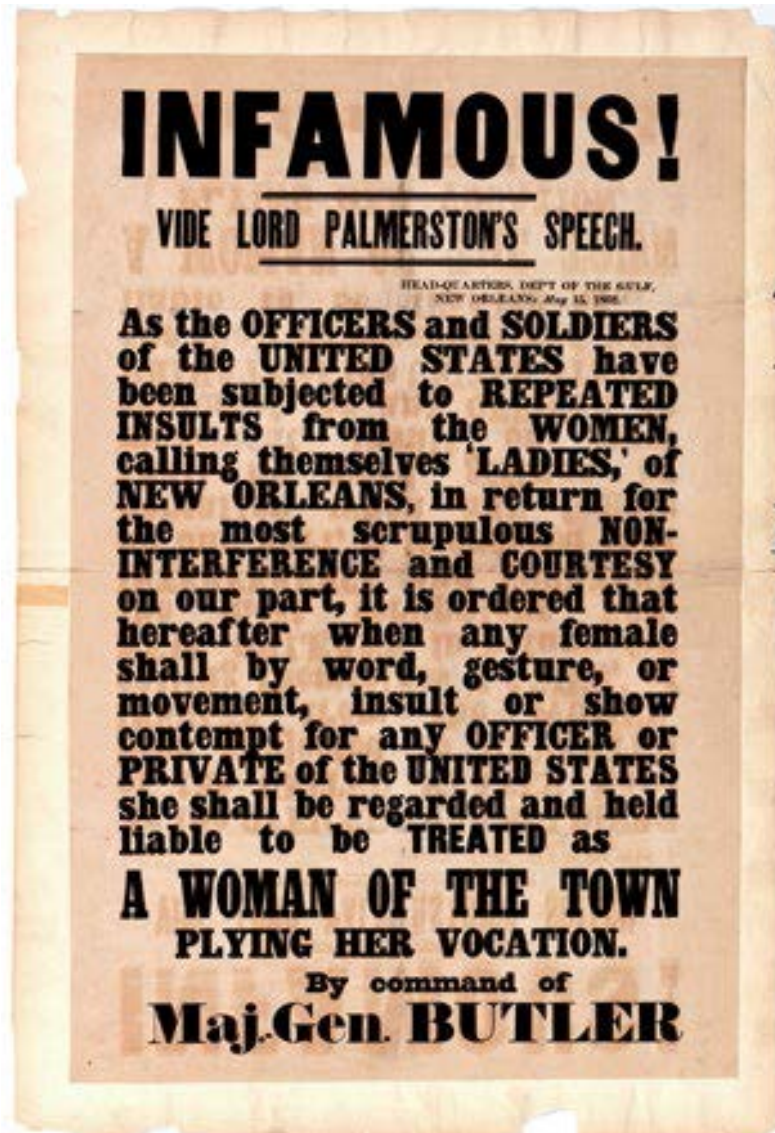 INFAMOUS!
VIDE LORD PALMERSTON'S SPEECH.
HEAD-QUARTERS, DEP'T OF THE GULF,
NEW ORLEANS; May 15, 1862.
As the OFFICERS and SOLDIERS
of the UNITED STATES have
been subjected to REPEATED
INSULTS from the WOMEN,
calling themselves 'LADIES,' of
NEW ORLEANS, in return for
the most scrupulous NON-
INTERFERENCE and COURTESY
on our part, it is ordered that
hereafter when any female
shall by word, gesture, or
movement, insult or show
contempt for any OFFICER or
PRIVATE of the UNITED STATES
she shall be regarded and held
liable to be TREATED as
A WOMAN OF THE TOWN
PLYING HER VOCATION.
By command of
Maj.-Gen. BUTLER